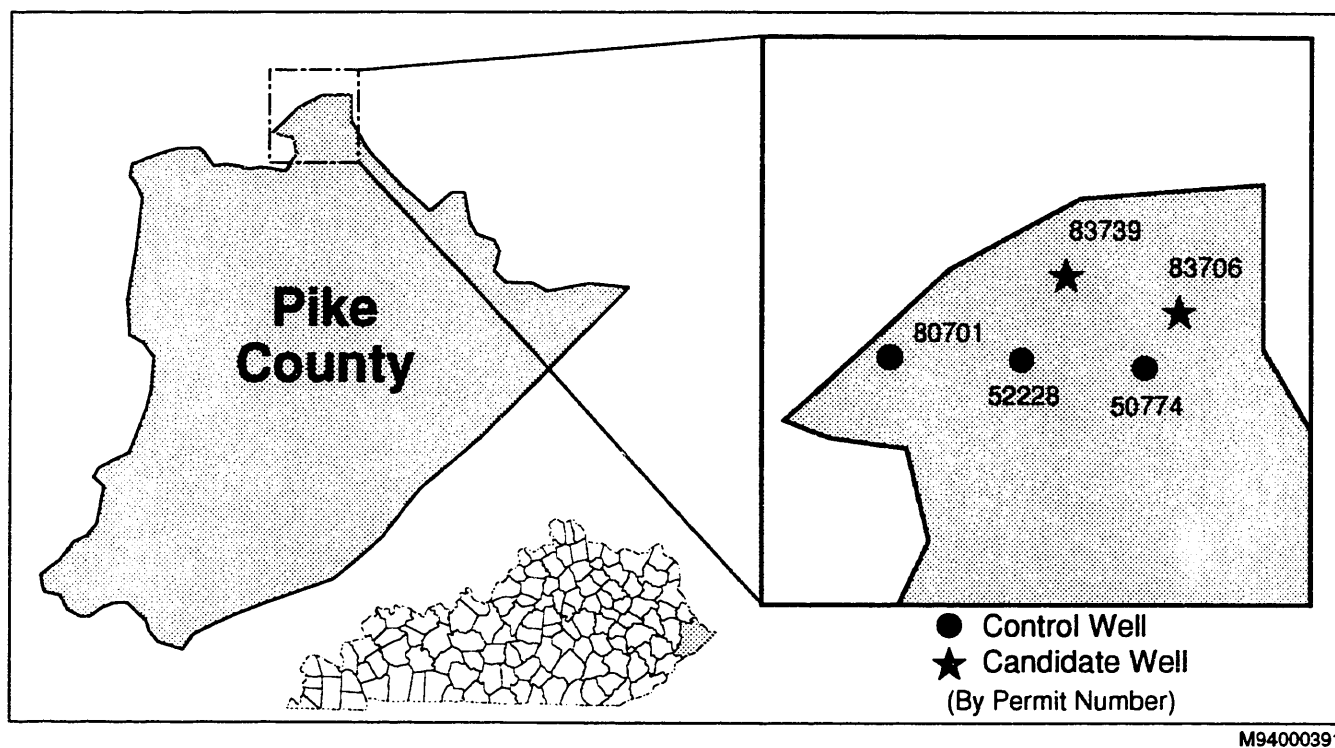 Pike
County
83739
83706
80701
52228
50774
Control Well
Candidate Well
(By Permit Number)
M94000391